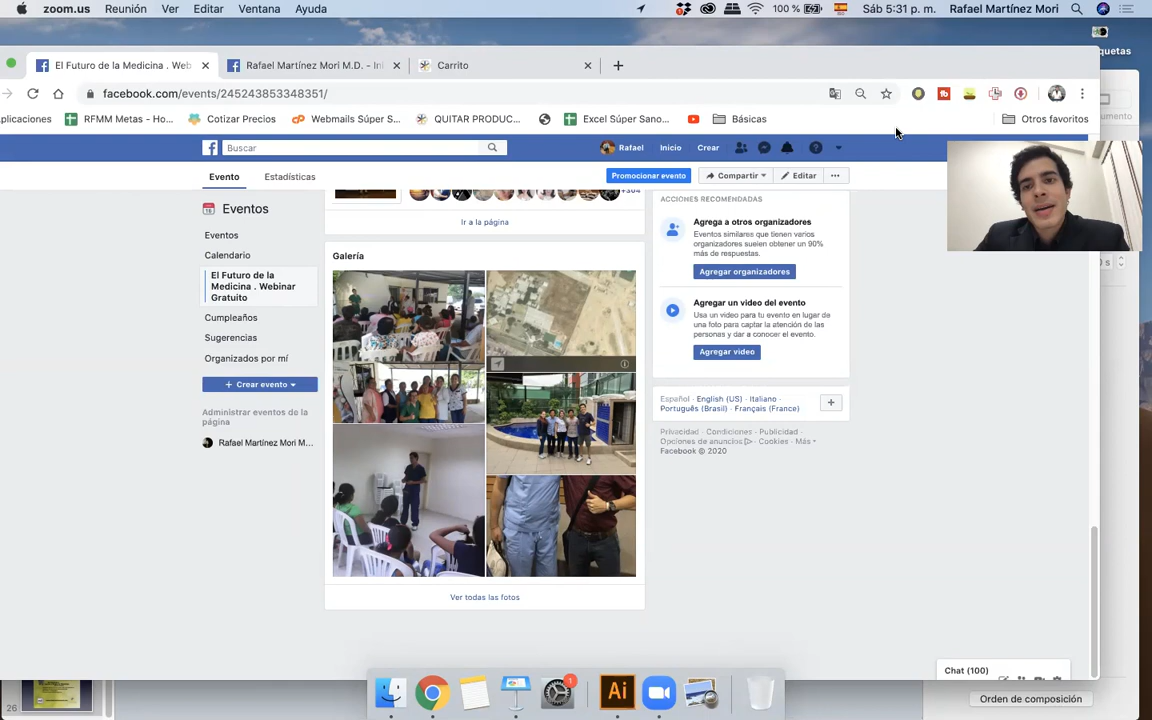 zoom.us Reunión Ver Editar Ventana Ayuda 100 % Sáb 5:31 p. m. Rafael Martínez Mori
El Futuro de la Medicina . Web Rafael Martínez Mori M.D. - Ini Carrito
facebook.com/events/245243853348351/
plicaciones RFMM Metas - Ho... Cotizar Precios Webmails Súper S... QUITAR PRODUC... Excel Súper Sano... Básicas Otros favoritos
Buscar Rafael Inicio Crear
Evento Estadísticas Promocionar evento Compartir Editar
Eventos
Eventos
Calendario
El Futuro de la
Medicina . Webinar
Gratuito
Cumpleaños
Sugerencias
Organizados por mí
+ Crear evento
Administrar eventos de la
página
Rafael Martínez Mori M...
Ir a la página
Galería
Ver todas las fotos
ACCIONES RECOMENDADAS
Agrega a otros organizadores
Eventos similares que tienen varios
organizadores suelen obtener un 90%
más de respuestas.
Agregar organizadores
Agregar un video del evento
Usa un video para tu evento en lugar de
una foto para captar la atención de las
personas y dar a conocer el evento.
Agregar video
Español · English (US) · Italiano ·
Português (Brasil) · Français (France)
Privacidad · Condiciones · Publicidad ·
Opciones de anuncios · Cookies · Más
Facebook © 2020
Chat (100)
quetas
umento
0 s
26
1
Ai
Orden de composición